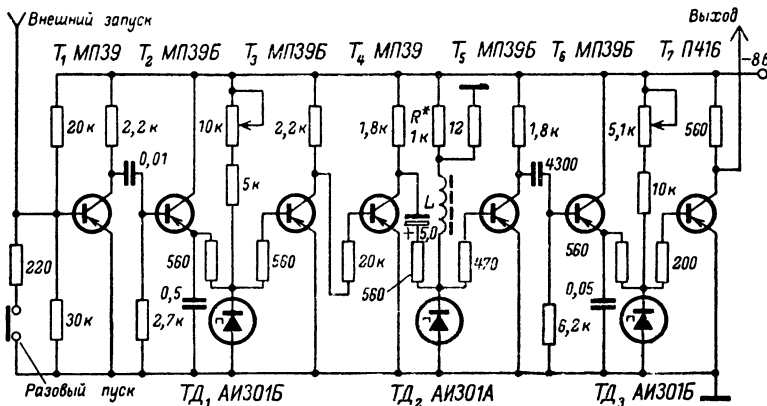 Внешний запуск
Выход
T₁ МП39
T₂ МП39Б
T₃ МП39Б
T₄ МП39
T₅ МП39Б
T₆ МП39Б
T₇ П416
-8В
20к
2,2к
0,01
10к
5к
2,2к
1,8к
R*
1к
12
1,8к
4300
5,1к
10к
560
L
+
5,0
220
30к
2,7к
560
0,5
560
20к
560
470
6,2к
560
0,05
200
Разовый пуск
ТД₁ АИ301Б
ТД₂ АИ301А
ТД₃ АИ301Б